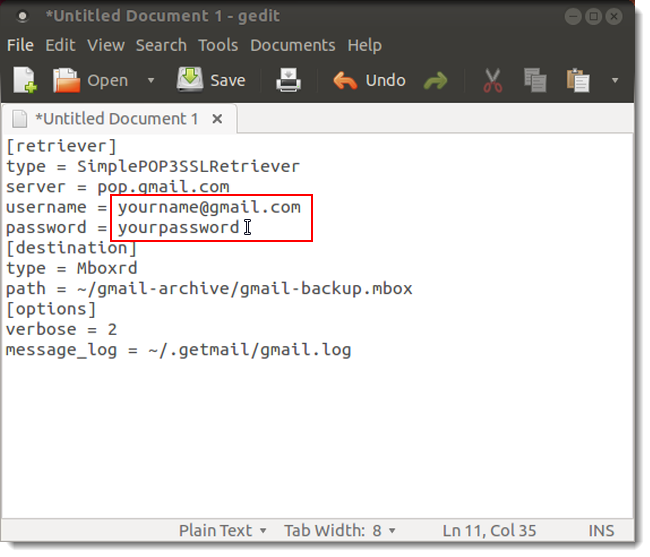 *Untitled Document 1 - gedit
File Edit View Search Tools Documents Help
Open Save Undo
*Untitled Document 1
[retriever]
type = SimplePOP3SSLRetriever
server = pop.gmail.com
username = yourname@gmail.com
password = yourpassword
[destination]
type = Mboxrd
path = ~/gmail-archive/gmail-backup.mbox
[options]
verbose = 2
message_log = ~/.getmail/gmail.log
Plain Text Tab Width: 8 Ln 11, Col 35 INS